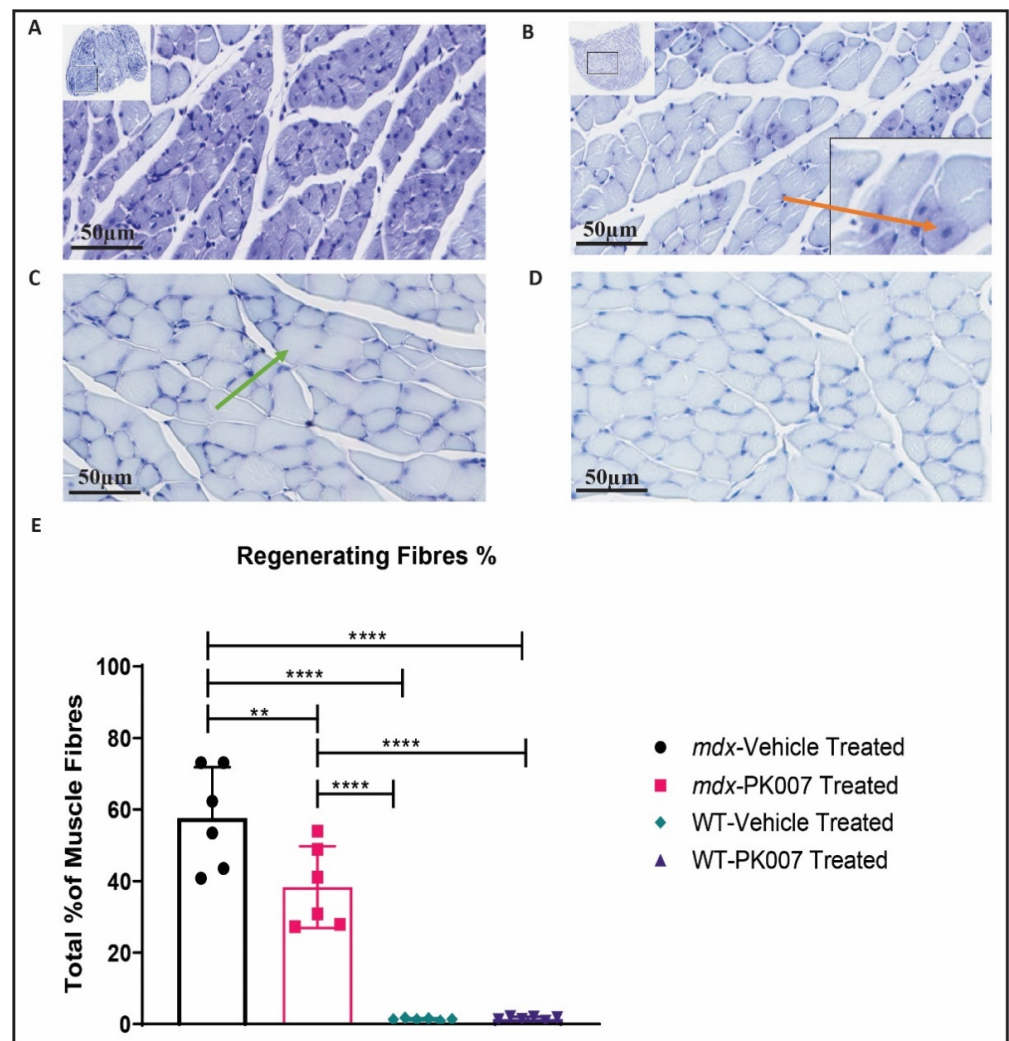 A
50µm
B
50µm
C
50µm
D
50µm
E
Regenerating Fibres %
****
****
**
****
****
100
80
60
40
20
0
Total %of Muscle Fibres
mdx-Vehicle Treated
mdx-PK007 Treated
WT-Vehicle Treated
WT-PK007 Treated